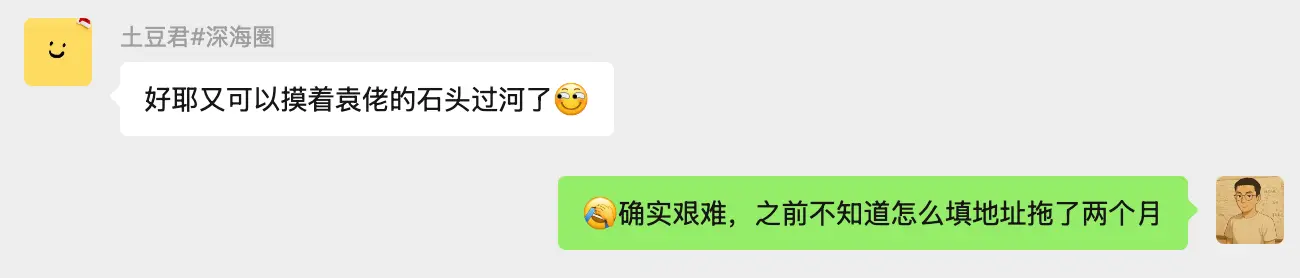 土豆君#深海圈
好耶又可以摸着袁佬的石头过河了
确实艰难，之前不知道怎么填地址拖了两个月